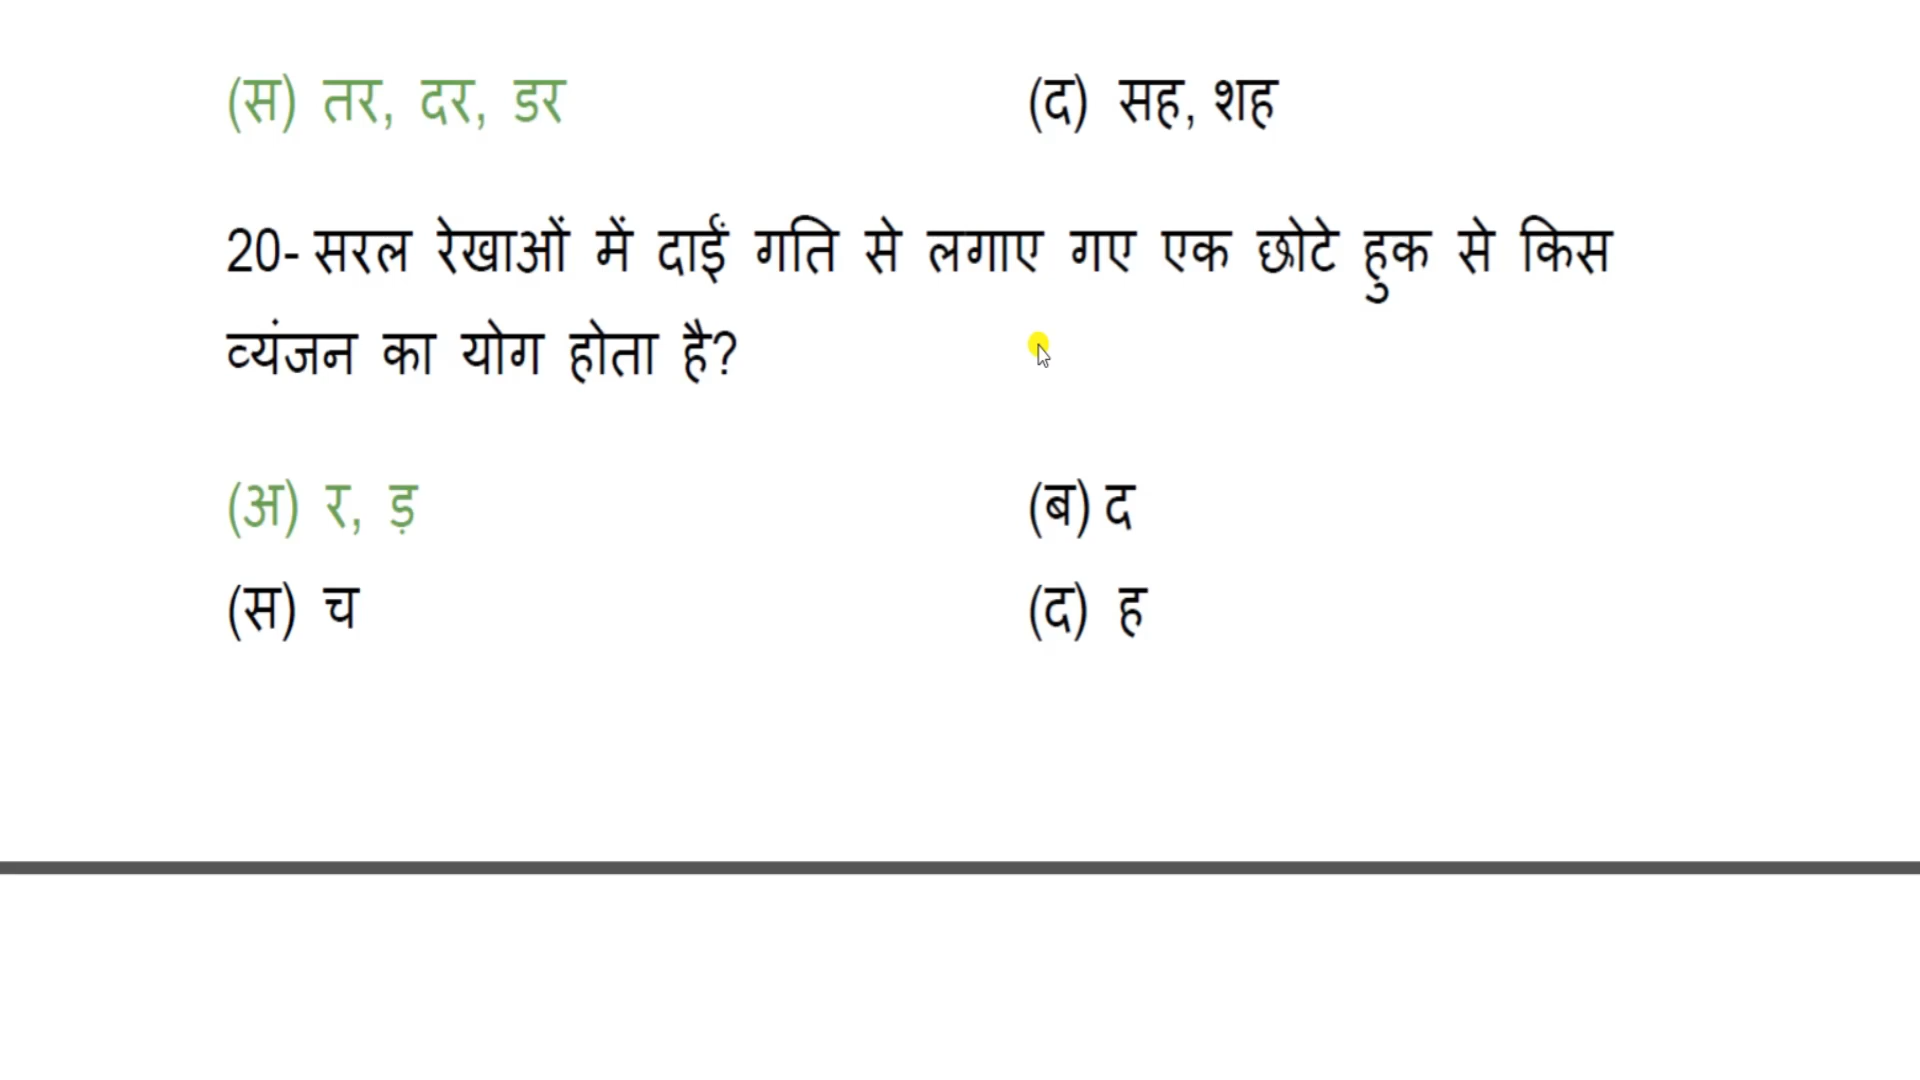 (स) तर, दर, डर (द) सह, शह
20- सरल रेखाओं में दाईं गति से लगाए गए एक छोटे हुक से किस
व्यंजन का योग होता है?
(अ) र, ड़ (ब) द
(स) च (द) ह